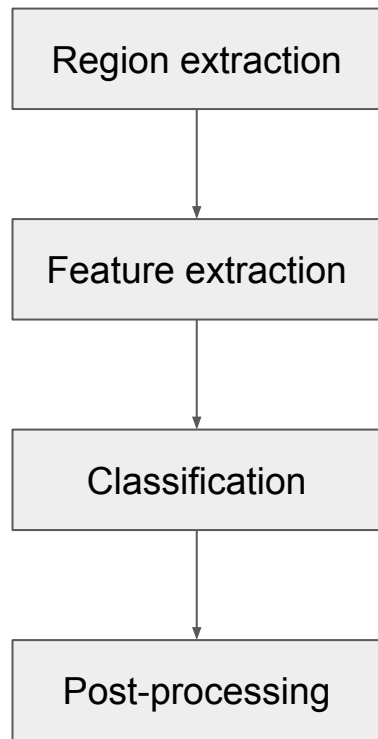 Region extraction
Feature extraction
Classification
Post-processing